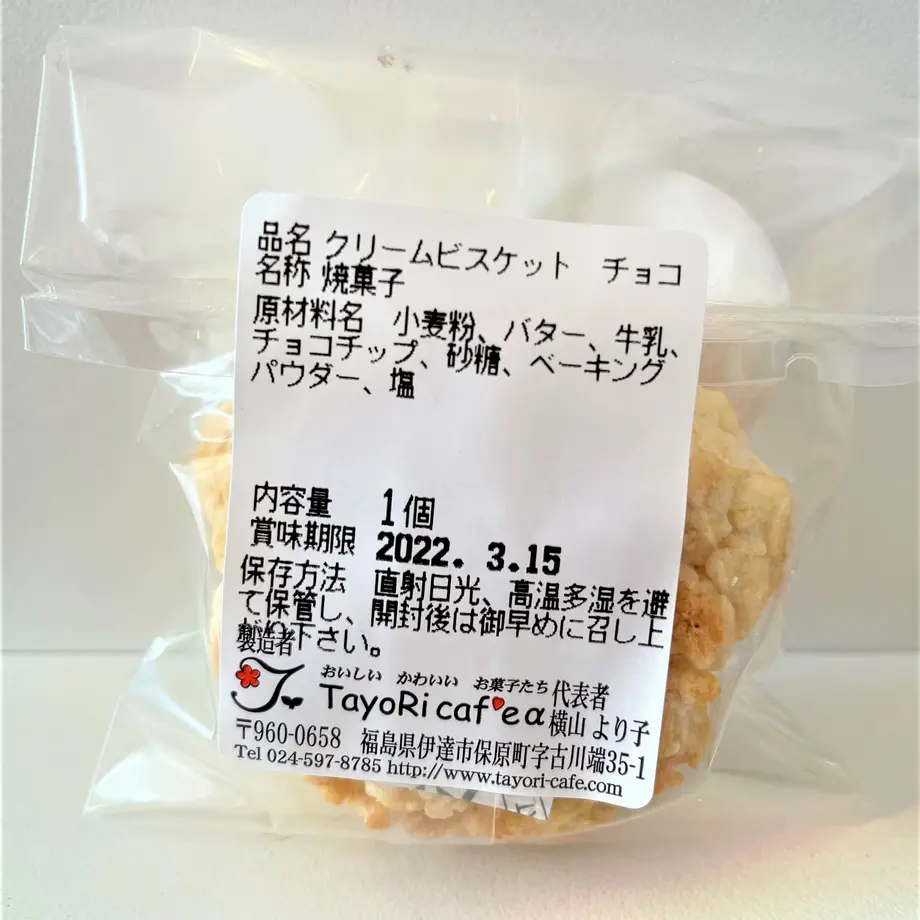 品名 クリームビスケット チョコ
名称 焼菓子
原材料名 小麦粉、バター、牛乳、
チョコチップ、砂糖、ベーキング
パウダー、塩
内容量 1個
賞味期限 2022. 3.15
保存方法 直射日光、高温多湿を避
て保管し、開封後は御早めに召し上
がり下さい。
製造者
おいしい かわいい お菓子たち
TayoRi caf'ea
代表者
横山 より子
〒960-0658 福島県伊達市保原町字古川端35-1
Tel 024-597-8785 http://www.tayori-cafe.com